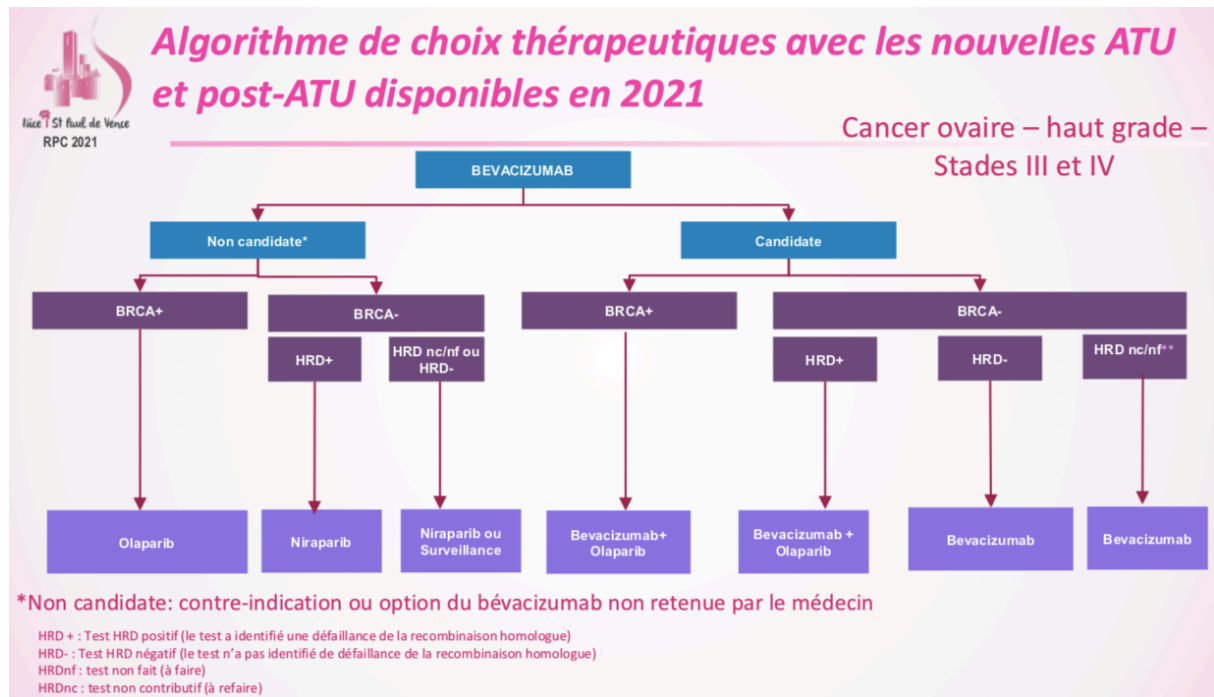 Algorithme de choix thérapeutiques avec les nouvelles ATU
et post-ATU disponibles en 2021
Nice St Paul de Vence
RPC 2021
Cancer ovaire – haut grade –
Stades III et IV
BEVACIZUMAB
Non candidate*
Candidate
BRCA+
BRCA-
BRCA+
BRCA-
HRD+
HRD nc/nf ou
HRD-
HRD+
HRD-
HRD nc/nf**
Olaparib
Niraparib
Niraparib ou
Surveillance
Bevacizumab+
Olaparib
Bevacizumab +
Olaparib
Bevacizumab
Bevacizumab
*Non candidate: contre-indication ou option du bévacizumab non retenue par le médecin
HRD + : Test HRD positif (le test a identifié une défaillance de la recombinaison homologue)
HRD- : Test HRD négatif (le test n'a pas identifié de défaillance de la recombinaison homologue)
HRDnf : test non fait (à faire)
HRDnc : test non contributif (à refaire)